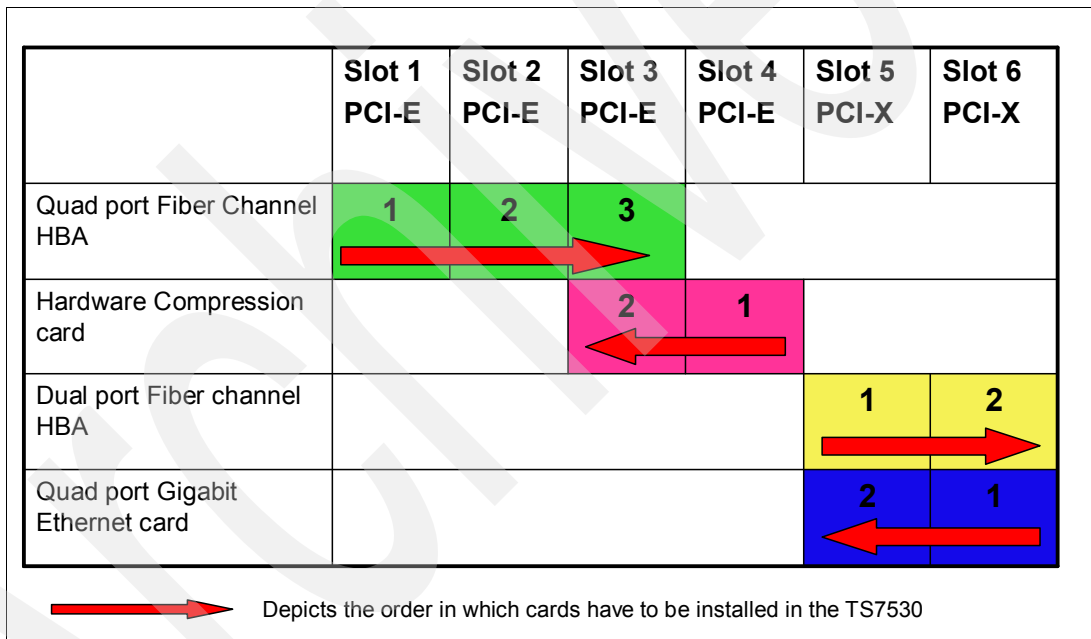 Slot 1 Slot 2 Slot 3 Slot 4 Slot 5 Slot 6
PCI-E PCI-E PCI-E PCI-E PCI-X PCI-X
Quad port Fiber Channel
HBA
1 2 3
Hardware Compression
card
2 1
Dual port Fiber channel
HBA
1 2
Quad port Gigabit
Ethernet card
2 1
Depicts the order in which cards have to be installed in the TS7530